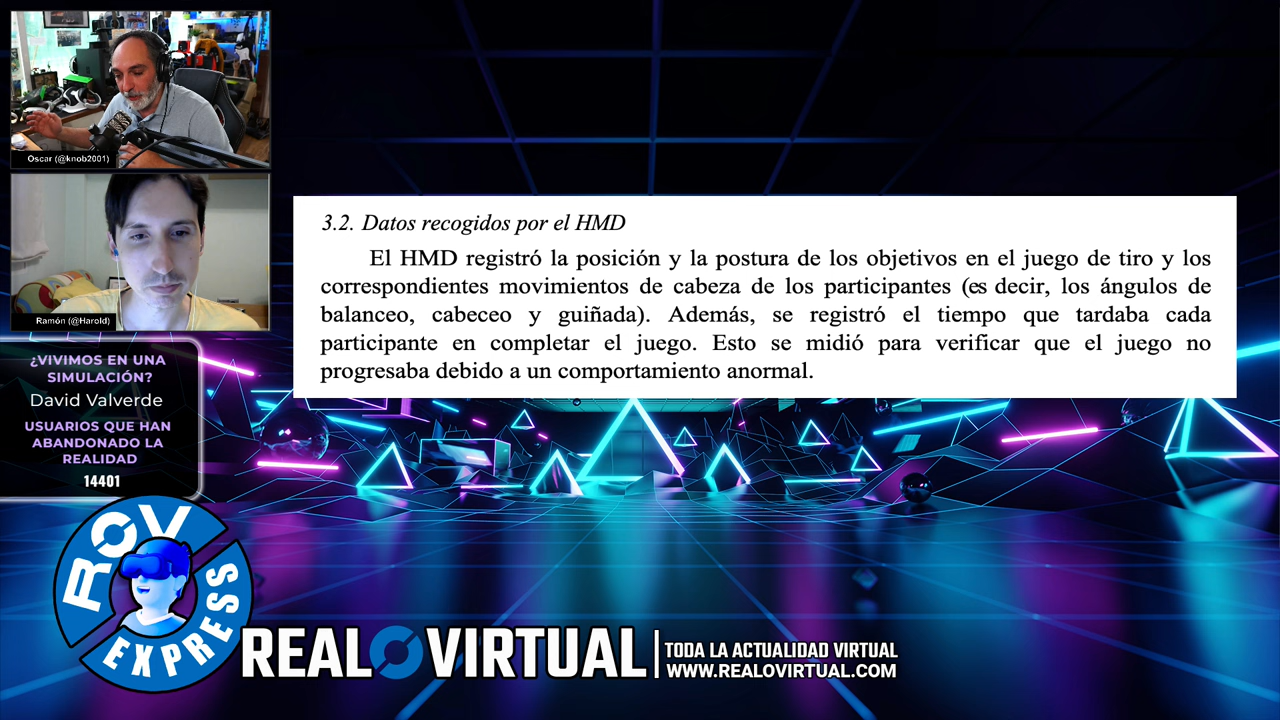 Oscar (@knob2001)
Ramón (@Harold)
¿VIVIMOS EN UNA
SIMULACIÓN?
David Valverde
USUARIOS QUE HAN
ABANDONADO LA
REALIDAD
14401
3.2. Datos recogidos por el HMD
El HMD registró la posición y la postura de los objetivos en el juego de tiro y los
correspondientes movimientos de cabeza de los participantes (es decir, los ángulos de
balanceo, cabeceo y guiñada). Además, se registró el tiempo que tardaba cada
participante en completar el juego. Esto se midió para verificar que el juego no
progresaba debido a un comportamiento anormal.
ROV
EXPRESS
REAL O VIRTUAL
TODA LA ACTUALIDAD VIRTUAL
WWW.REALOVIRTUAL.COM